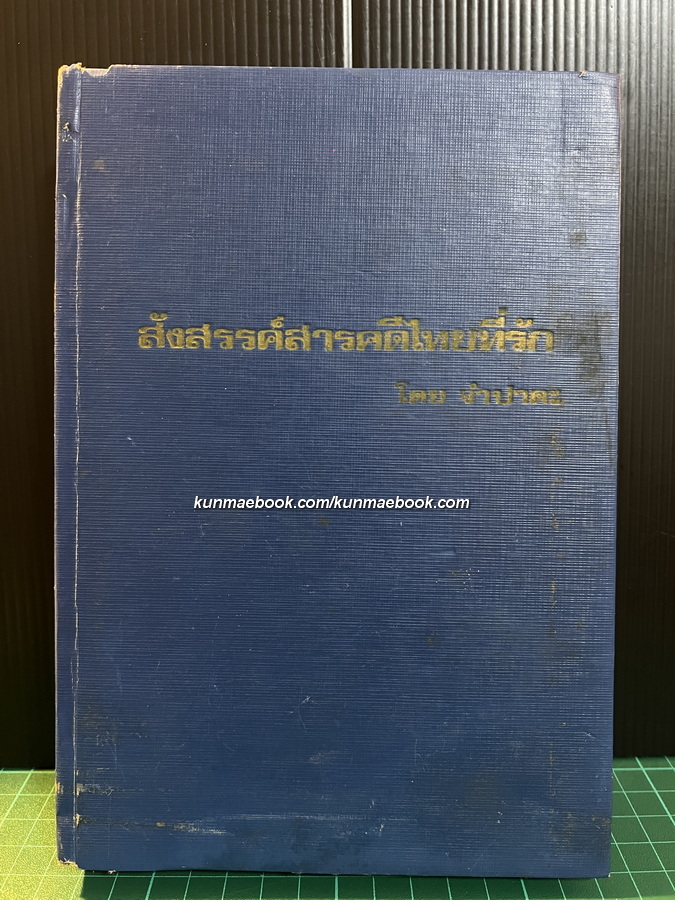 สังสรรค์สารคดีไทยที่รัก
โดย จำปาดะ
kunmaebook.com/kunmaebook.com